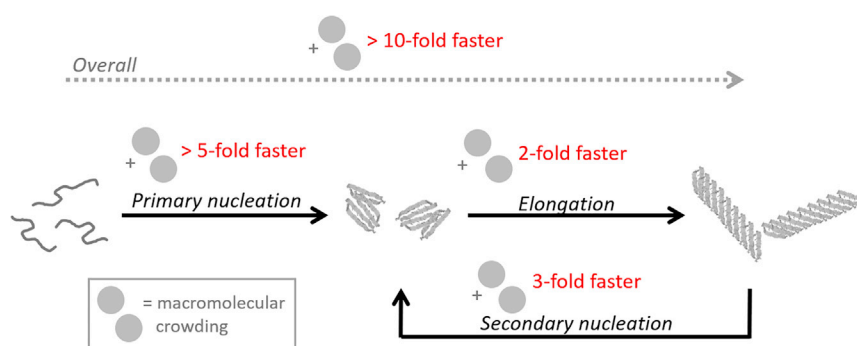 + > 10-fold faster
Overall
+ > 5-fold faster
+ 2-fold faster
Primary nucleation
Elongation
+ 3-fold faster
= macromolecular
crowding
Secondary nucleation